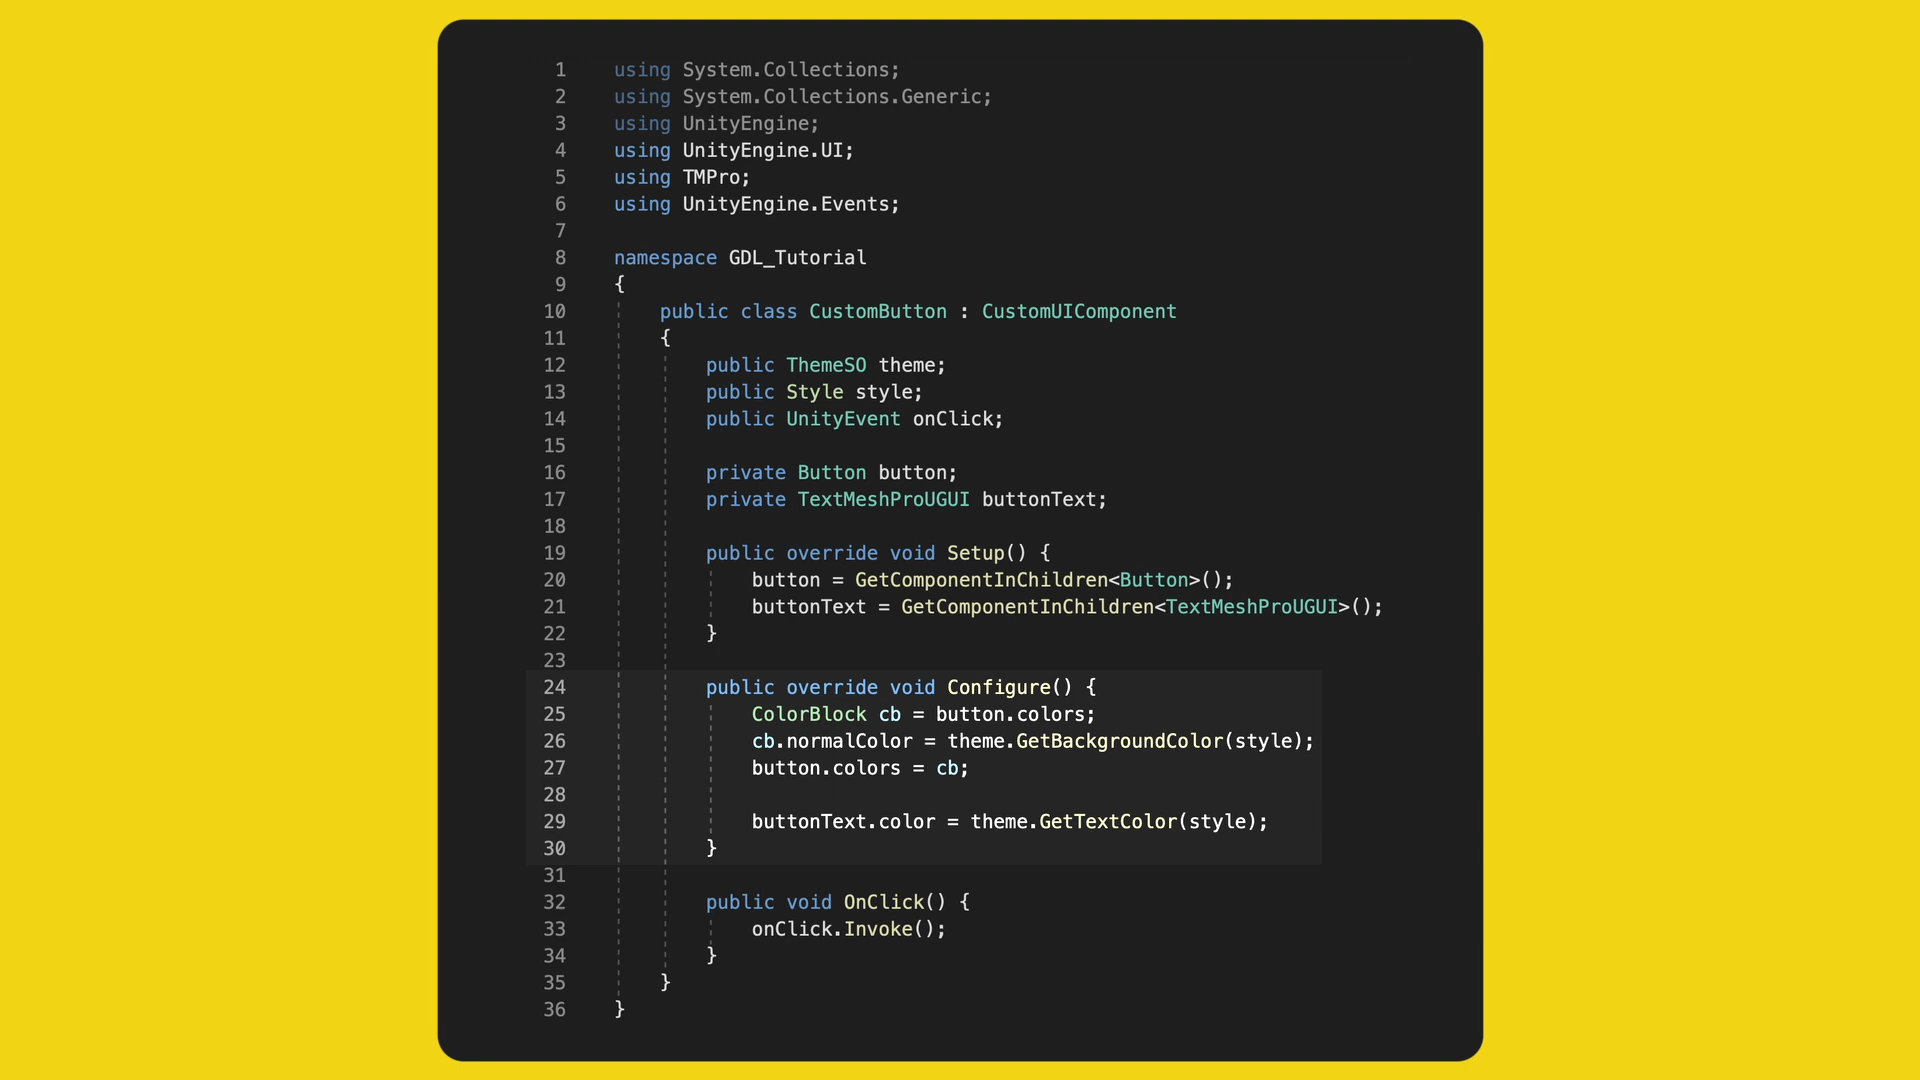 1 using System.Collections;
2 using System.Collections.Generic;
3 using UnityEngine;
4 using UnityEngine.UI;
5 using TMPro;
6 using UnityEngine.Events;
7
8 namespace GDL_Tutorial
9 {
10 public class CustomButton : CustomUIComponent
11 {
12 public ThemeSO theme;
13 public Style style;
14 public UnityEvent onClick;
15
16 private Button button;
17 private TextMeshProUGUI buttonText;
18
19 public override void Setup() {
20 button = GetComponentInChildren<Button>();
21 buttonText = GetComponentInChildren<TextMeshProUGUI>();
22 }
23
24 public override void Configure() {
25 ColorBlock cb = button.colors;
26 cb.normalColor = theme.GetBackgroundColor(style);
27 button.colors = cb;
28
29 buttonText.color = theme.GetTextColor(style);
30 }
31
32 public void OnClick() {
33 onClick.Invoke();
34 }
35 }
36 }